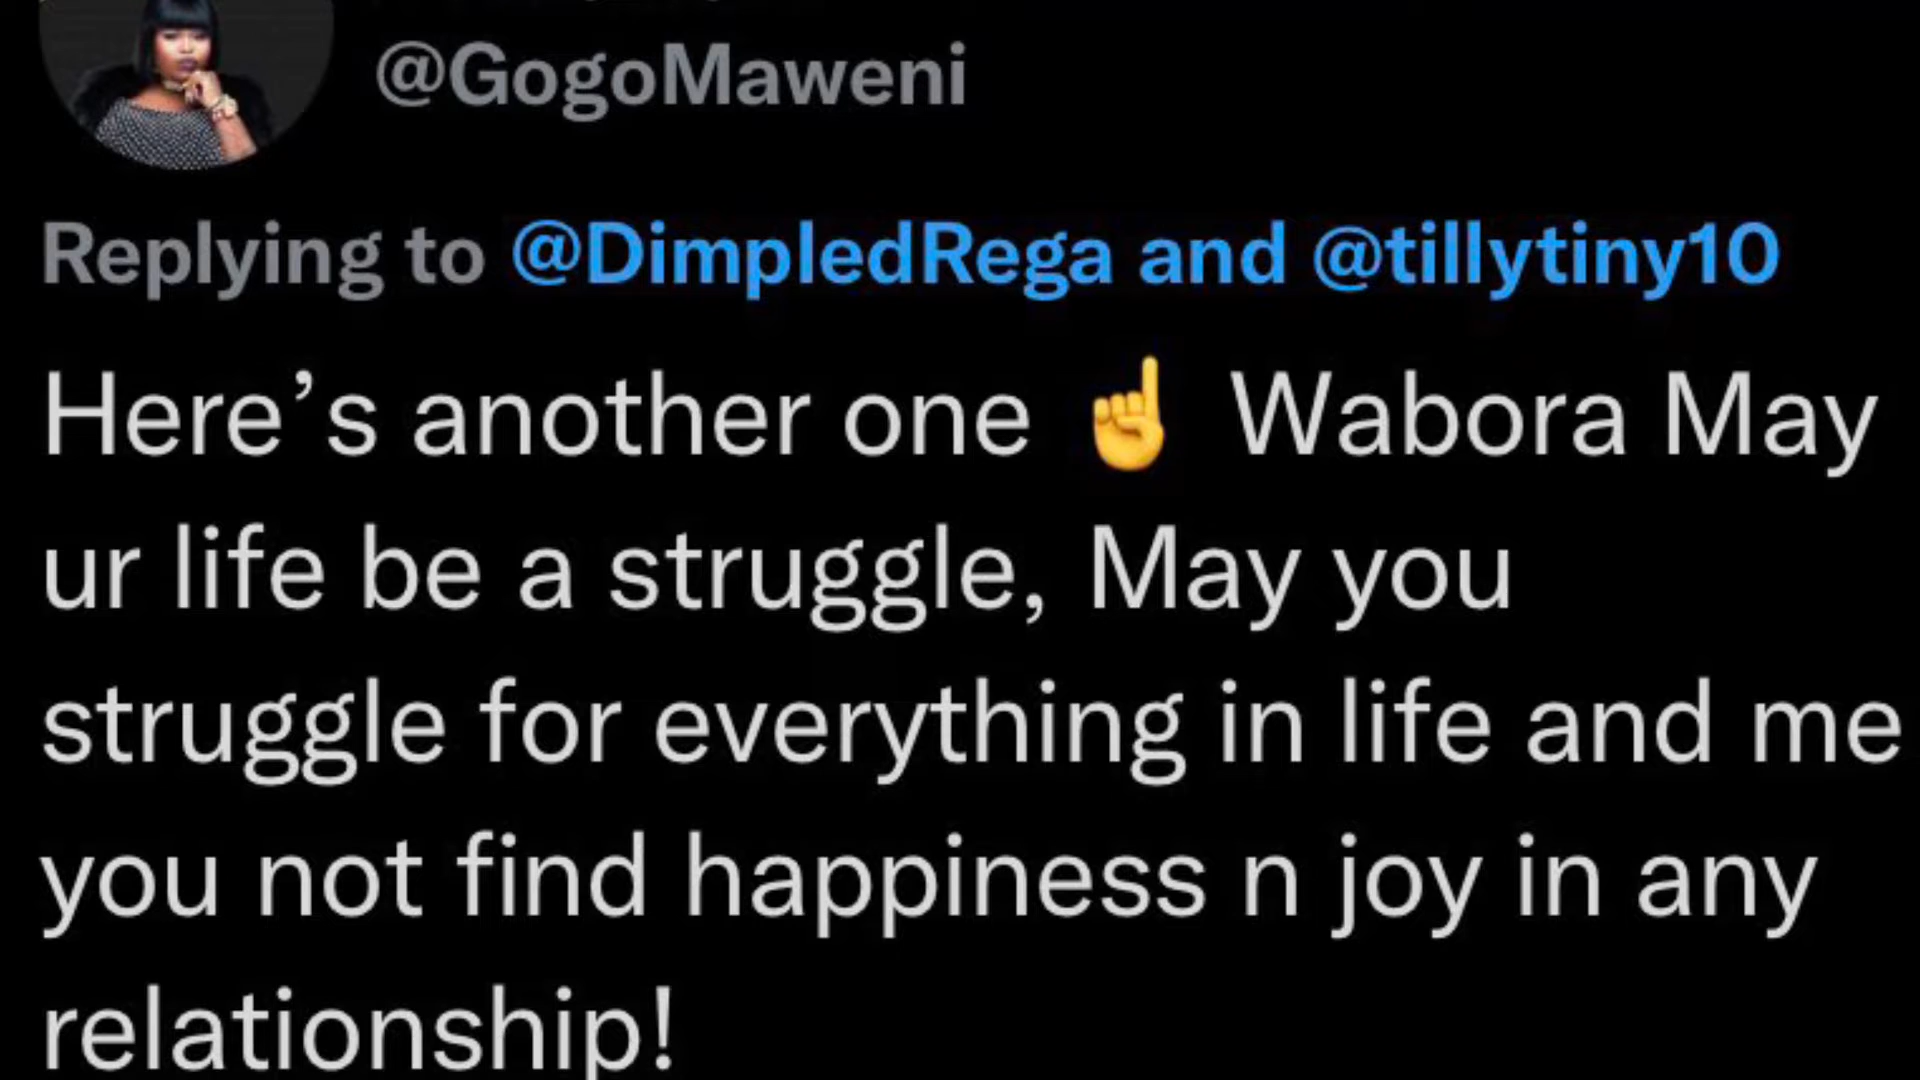 @GogoMaweni
Replying to @DimpledRega and @tillytiny10
Here’s another one ☝ Wabora May
ur life be a struggle, May you
struggle for everything in life and me
you not find happiness n joy in any
relationship!